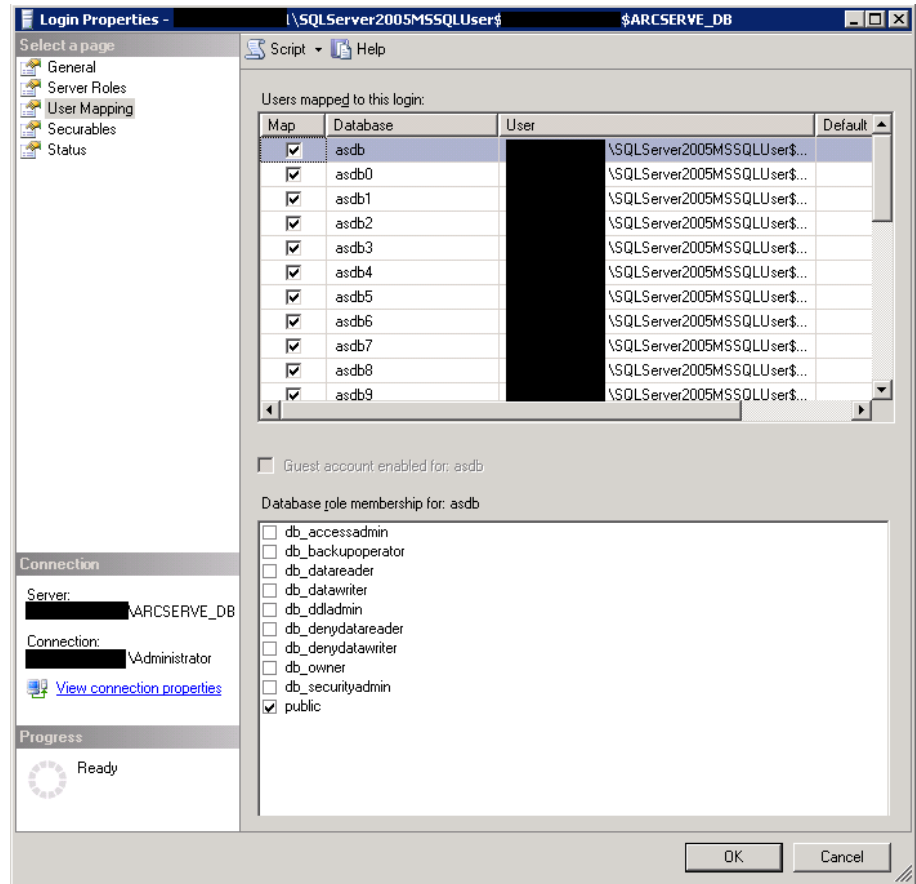 Login Properties - \SQLServer2005MSSQLUser$ $ARCSERVE_DB
Select a page
General
Server Roles
User Mapping
Securables
Status
Script Help
Users mapped to this login:
Map Database User Default
asdb \SQLServer2005MSSQLUser$...
asdb0 \SQLServer2005MSSQLUser$...
asdb1 \SQLServer2005MSSQLUser$...
asdb2 \SQLServer2005MSSQLUser$...
asdb3 \SQLServer2005MSSQLUser$...
asdb4 \SQLServer2005MSSQLUser$...
asdb5 \SQLServer2005MSSQLUser$...
asdb6 \SQLServer2005MSSQLUser$...
asdb7 \SQLServer2005MSSQLUser$...
asdb8 \SQLServer2005MSSQLUser$...
asdb9 \SQLServer2005MSSQLUser$...
Guest account enabled for: asdb
Database role membership for: asdb
db_accessadmin
db_backupoperator
db_datareader
db_datawriter
db_ddladmin
db_denydatareader
db_denydatawriter
db_owner
db_securityadmin
public
Connection
Server:
\ARCSERVE_DB
Connection:
\Administrator
View connection properties
Progress
Ready
OK Cancel